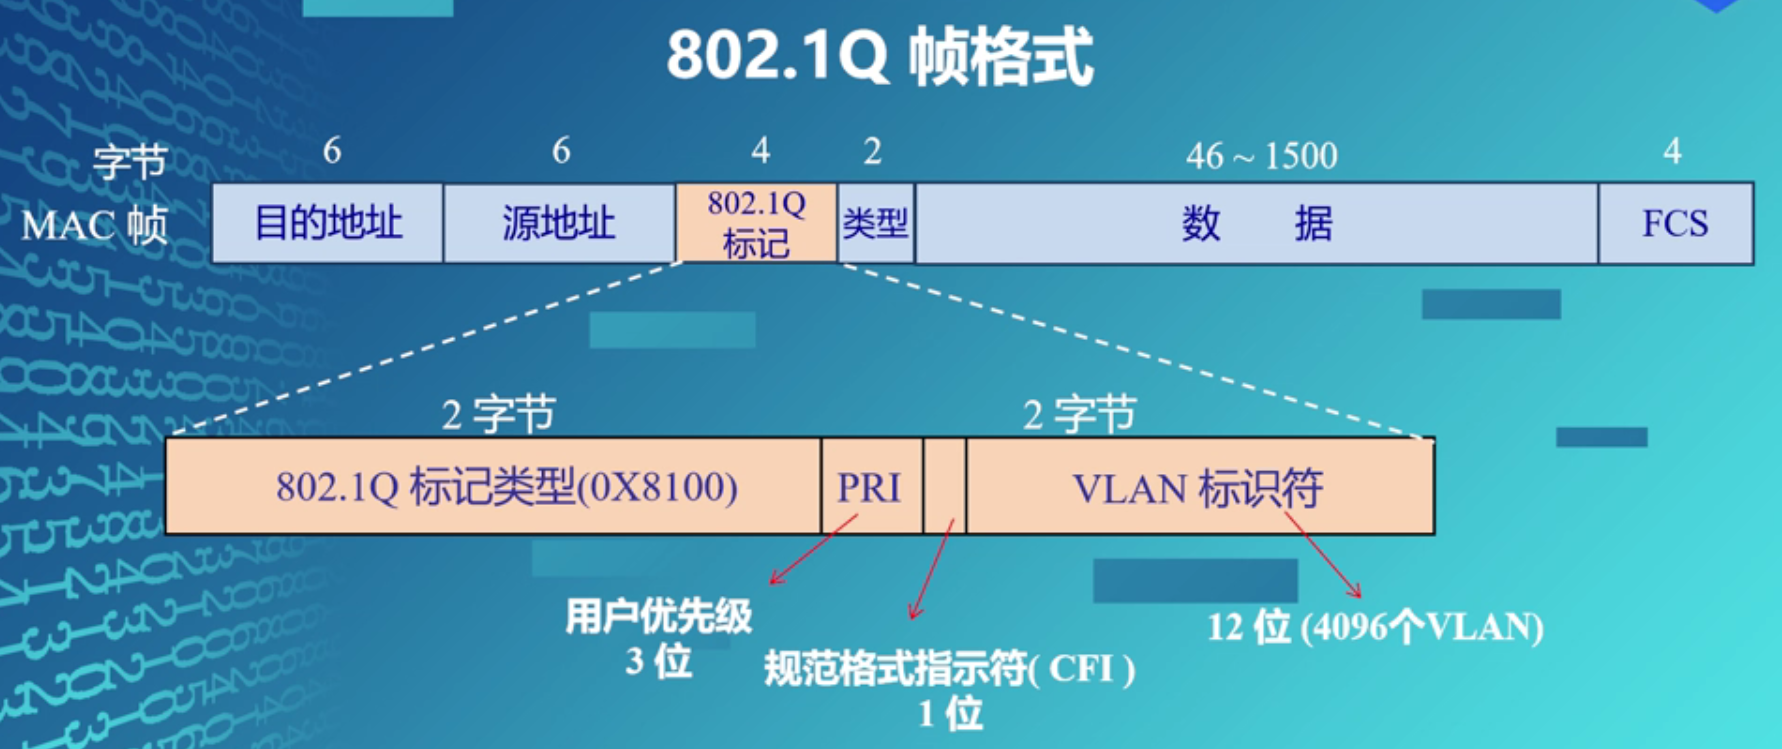 802.1Q 帧格式
字节 6 6 4 2 46 ~ 1500 4
MAC 帧 目的地址 源地址 802.1Q 标记 类型 数 据 FCS
2 字节 2 字节
802.1Q 标记类型(0X8100) PRI VLAN 标识符
用户优先级
3 位
规范格式指示符( CFI )
1 位
12 位 (4096个VLAN)